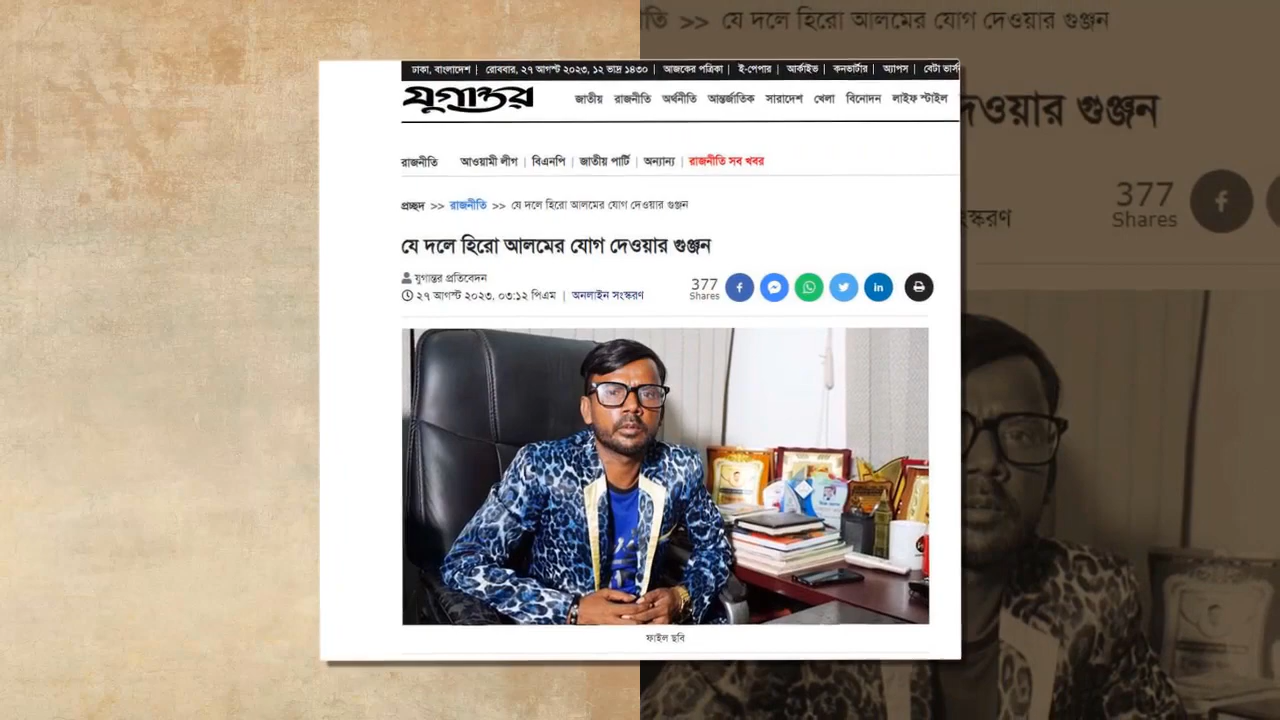 তি >> যে দলে হিরো আলমের যোগ দেওয়ার গুঞ্জন
ঢাকা, বাংলাদেশ | রোববার, ২৭ আগস্ট ২০২৩, ১২ ভাদ্র ১৪৩০ | আজকের পত্রিকা | ই-পেপার | আর্কাইভ | কনভার্টার | অ্যাপস | বেটা ভার্স
যুগান্তর
জাতীয় রাজনীতি অর্থনীতি আন্তর্জাতিক সারাদেশ খেলা বিনোদন লাইফ স্টাইল
দেওয়ার গুঞ্জন
রাজনীতি আওয়ামী লীগ | বিএনপি | জাতীয় পার্টি | অন্যান্য | রাজনীতি সব খবর
প্রচ্ছদ >> রাজনীতি >> যে দলে হিরো আলমের যোগ দেওয়ার গুঞ্জন
377
Shares
ংস্করণ
যে দলে হিরো আলমের যোগ দেওয়ার গুঞ্জন
যুগান্তর প্রতিবেদন
২৭ আগস্ট ২০২৩, ০৩:১২ পিএম | অনলাইন সংস্করণ
377
Shares
ফাইল ছবি